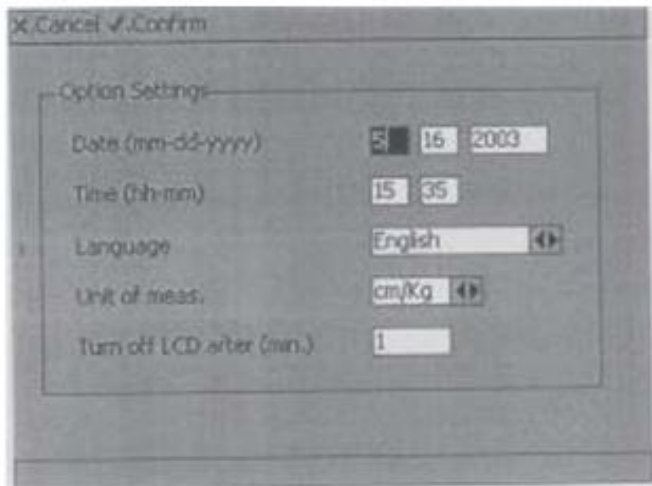 X.Cancel ✓.Confirm
Option Settings
Date (mm-dd-yyyy) 5 16 2003
Time (hh-mm) 15 35
Language English
Unit of meas. cm/Kg
Turn off LCD after (min.) 1